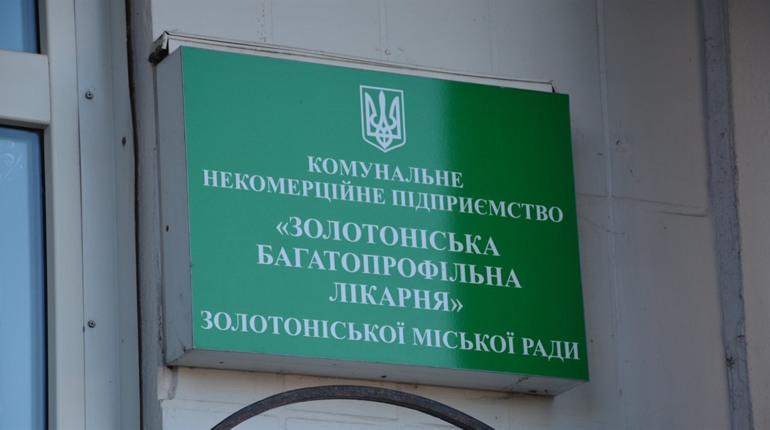 КОМУНАЛЬНЕ
НЕКОМЕРЦІЙНЕ ПІДПРИЄМСТВО
«ЗОЛОТОНІСЬКА
БАГАТОПРОФІЛЬНА
ЛІКАРНЯ»
ЗОЛОТОНІСЬКОЇ МІСЬКОЇ РАДИ